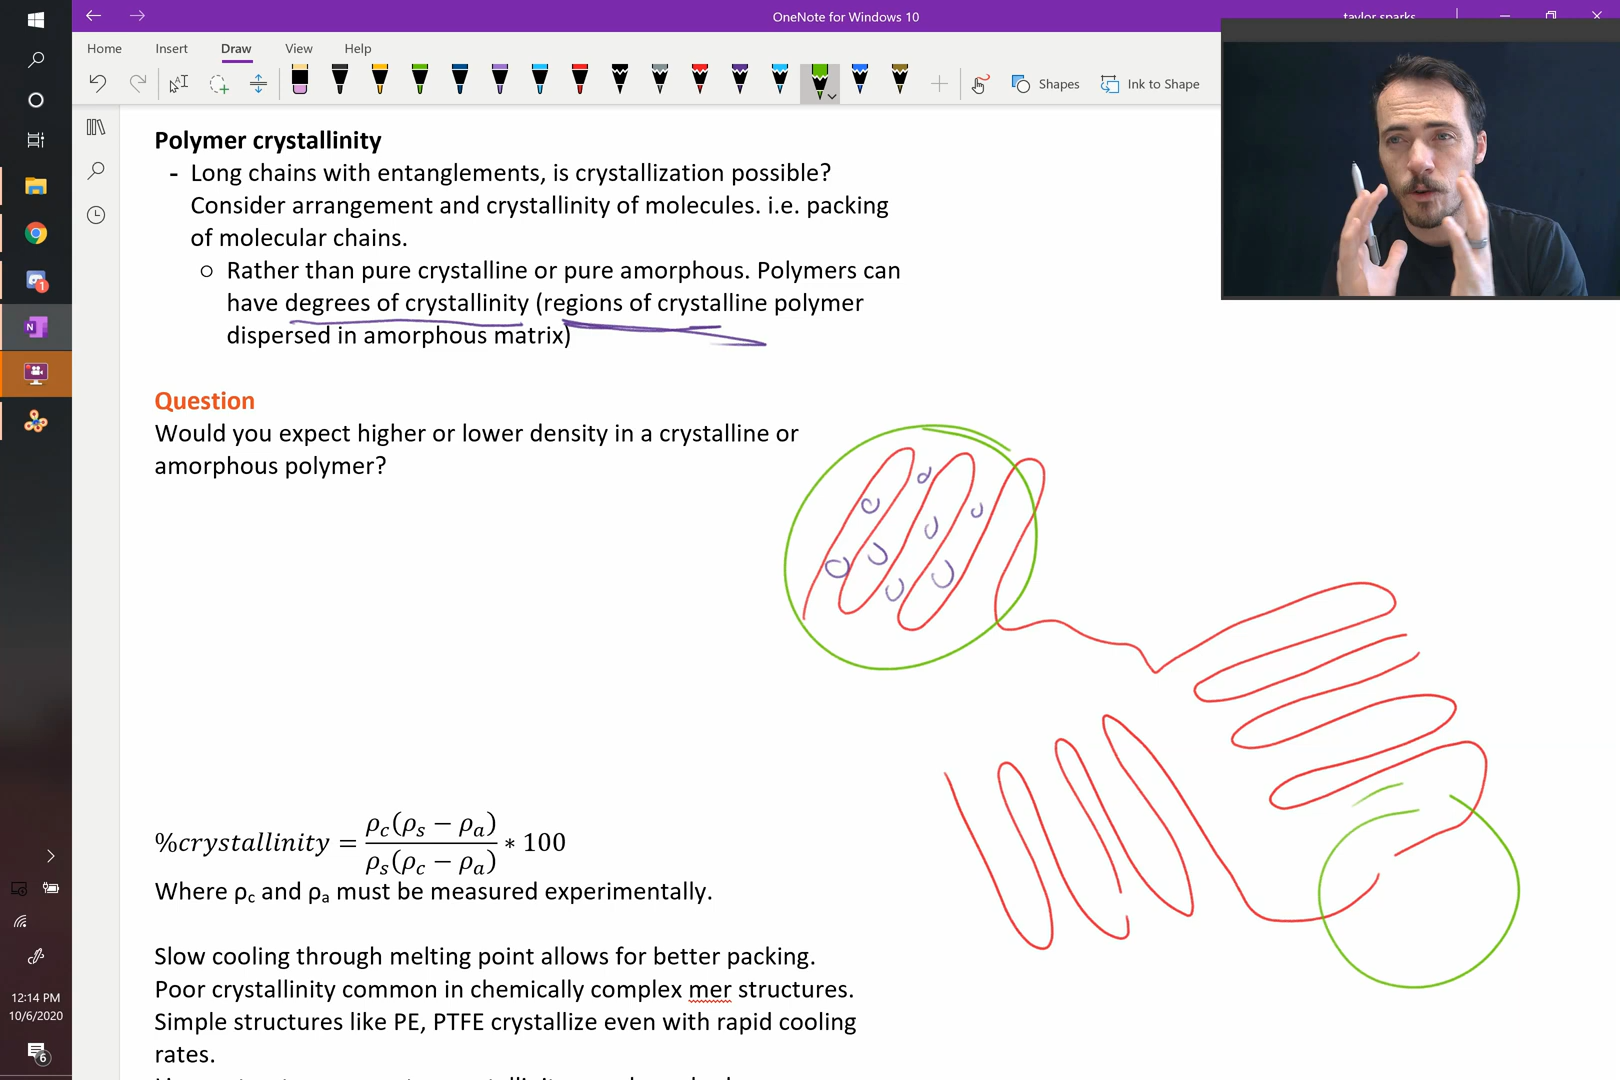 OneNote for Windows 10
taylor sparks
Home Insert Draw View Help
Shapes
Ink to Shape
Polymer crystallinity
- Long chains with entanglements, is crystallization possible?
Consider arrangement and crystallinity of molecules. i.e. packing
of molecular chains.
○ Rather than pure crystalline or pure amorphous. Polymers can
have degrees of crystallinity (regions of crystalline polymer
dispersed in amorphous matrix)
Question
Would you expect higher or lower density in a crystalline or
amorphous polymer?
%crystallinity = ρc(ρs − ρa) / ρs(ρc − ρa) * 100
Where ρc and ρa must be measured experimentally.
Slow cooling through melting point allows for better packing.
Poor crystallinity common in chemically complex mer structures.
Simple structures like PE, PTFE crystallize even with rapid cooling
rates.
1
N
12:14 PM
10/6/2020
6